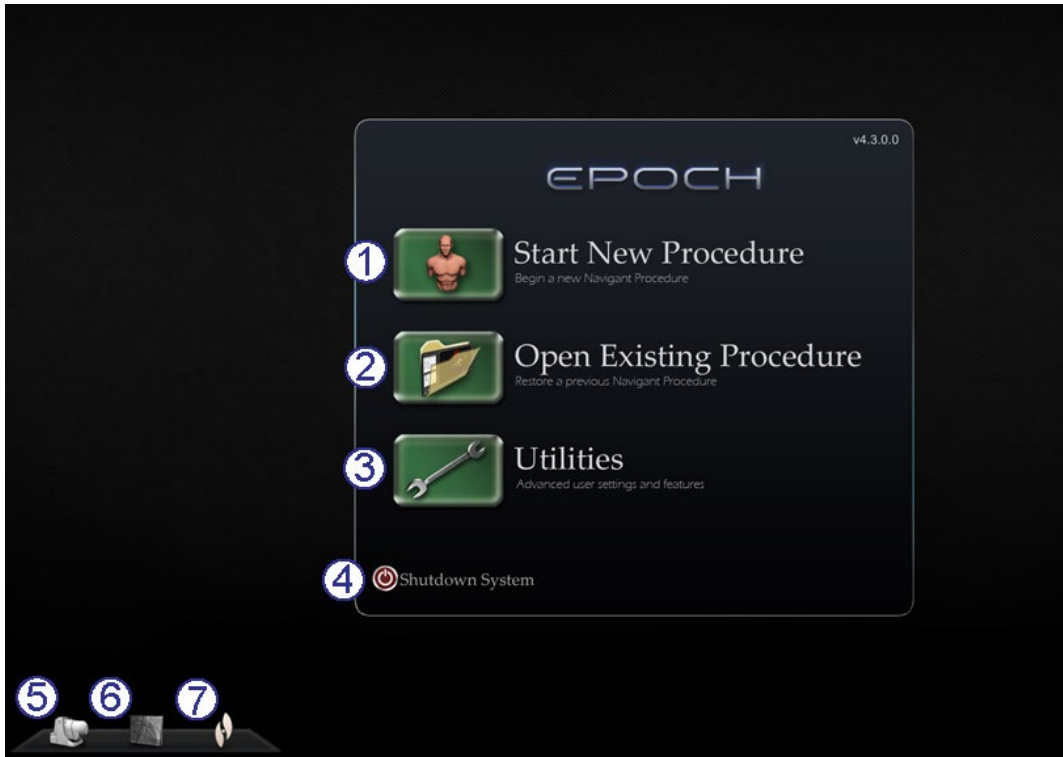 v4.3.0.0
EPOCH
1
Start New Procedure
Begin a new Navigant Procedure
2
Open Existing Procedure
Restore a previous Navigant Procedure
3
Utilities
Advanced user settings and features
4
Shutdown System
5 6 7